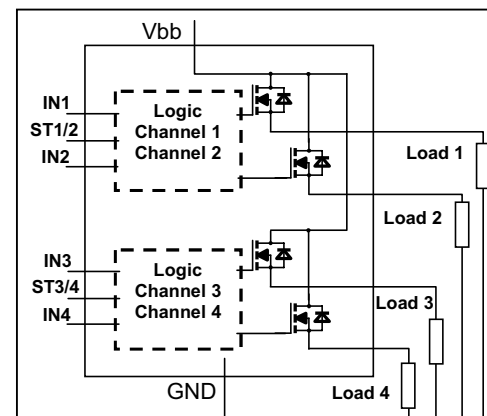 Vbb
IN1
ST1/2
IN2
Logic
Channel 1
Channel 2
Load 1
Load 2
IN3
ST3/4
IN4
Logic
Channel 3
Channel 4
Load 3
Load 4
GND